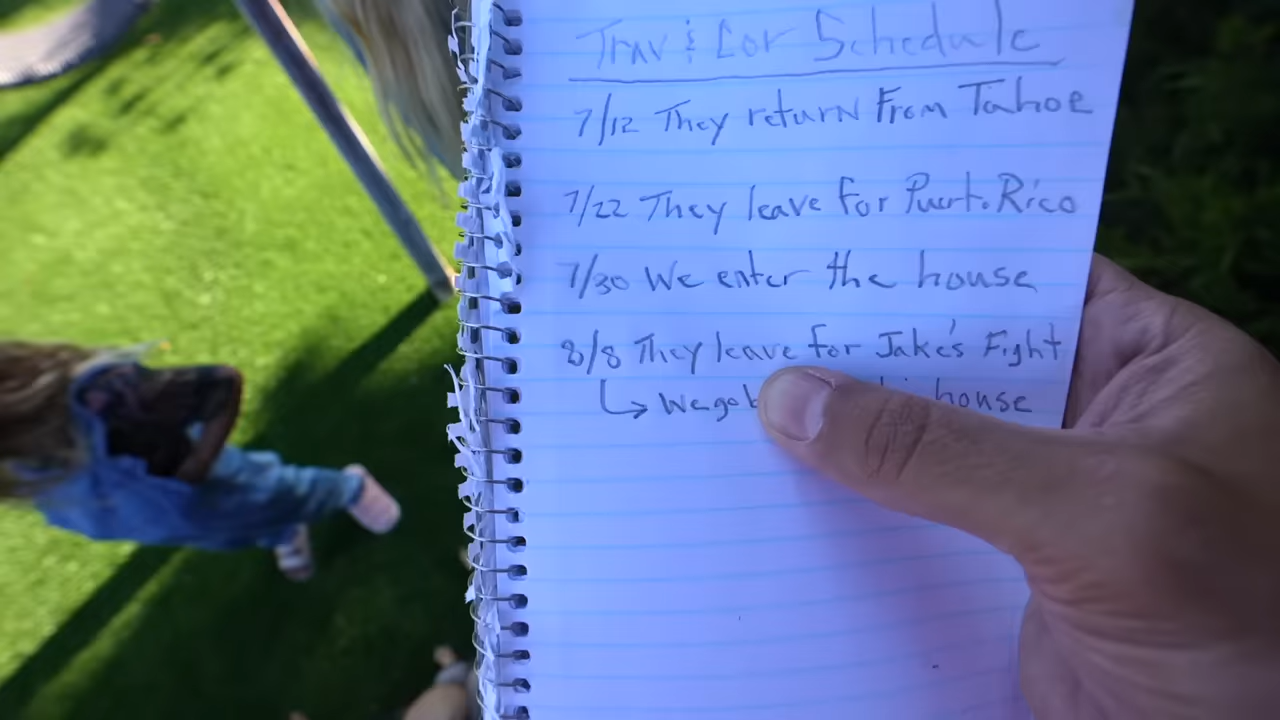 Trav & Cor Schedule
7/12 They return From Tahoe
7/22 They leave For Puerto Rico
7/30 We enter the house
8/8 They leave for Jake's Fight
↳ We go house